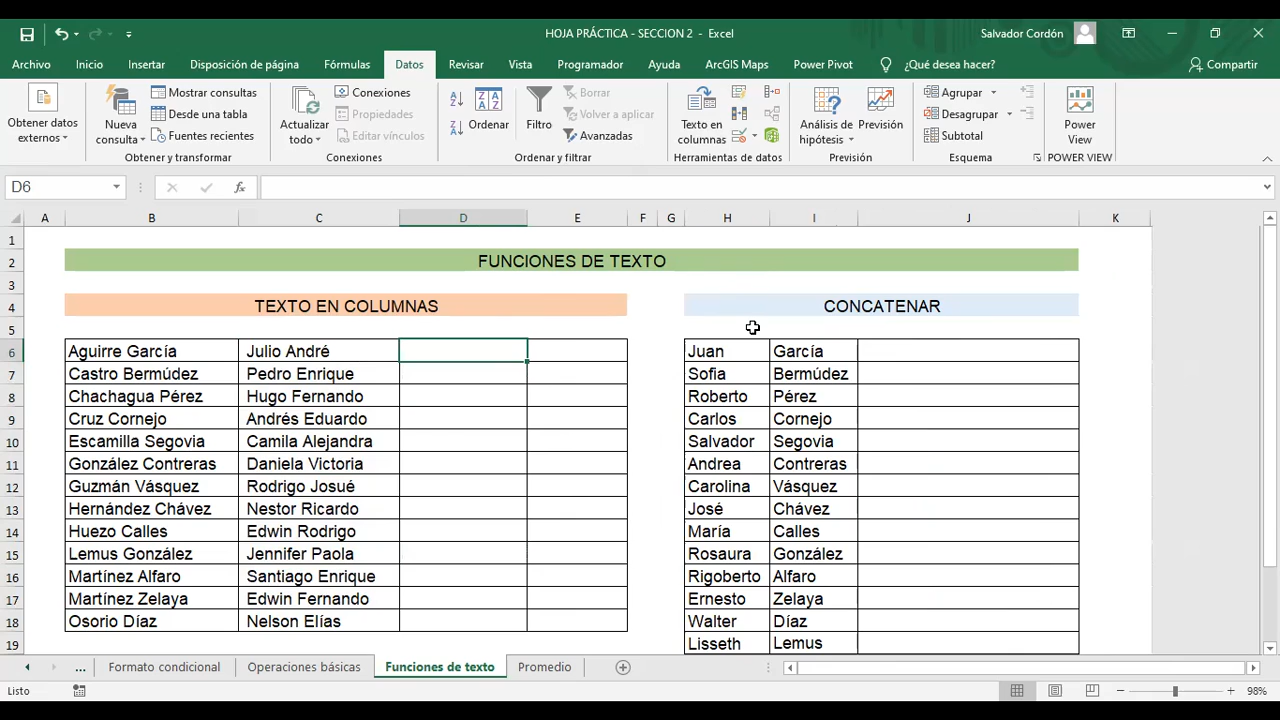 HOJA PRÁCTICA - SECCION 2 - Excel
Salvador Cordón
Archivo Inicio Insertar Disposición de página Fórmulas Datos Revisar Vista Programador Ayuda ArcGIS Maps Power Pivot ¿Qué desea hacer? Compartir
Obtener datos externos
Nueva consulta
Mostrar consultas
Desde una tabla
Fuentes recientes
Obtener y transformar
Actualizar todo
Conexiones
Propiedades
Editar vínculos
Conexiones
Ordenar
Filtro
Borrar
Volver a aplicar
Avanzadas
Ordenar y filtrar
Texto en columnas
Herramientas de datos
Análisis de hipótesis
Previsión
Previsión
Agrupar
Desagrupar
Subtotal
Esquema
Power View
POWER VIEW
D6 fx
A B C D E F G H I J K
1
2 FUNCIONES DE TEXTO
3
4 TEXTO EN COLUMNAS CONCATENAR
5
6 Aguirre García Julio André Juan García
7 Castro Bermúdez Pedro Enrique Sofia Bermúdez
8 Chachagua Pérez Hugo Fernando Roberto Pérez
9 Cruz Cornejo Andrés Eduardo Carlos Cornejo
10 Escamilla Segovia Camila Alejandra Salvador Segovia
11 González Contreras Daniela Victoria Andrea Contreras
12 Guzmán Vásquez Rodrigo Josué Carolina Vásquez
13 Hernández Chávez Nestor Ricardo José Chávez
14 Huezo Calles Edwin Rodrigo María Calles
15 Lemus González Jennifer Paola Rosaura González
16 Martínez Alfaro Santiago Enrique Rigoberto Alfaro
17 Martínez Zelaya Edwin Fernando Ernesto Zelaya
18 Osorio Díaz Nelson Elías Walter Díaz
19 Lisseth Lemus
... Formato condicional Operaciones básicas Funciones de texto Promedio
Listo 98%